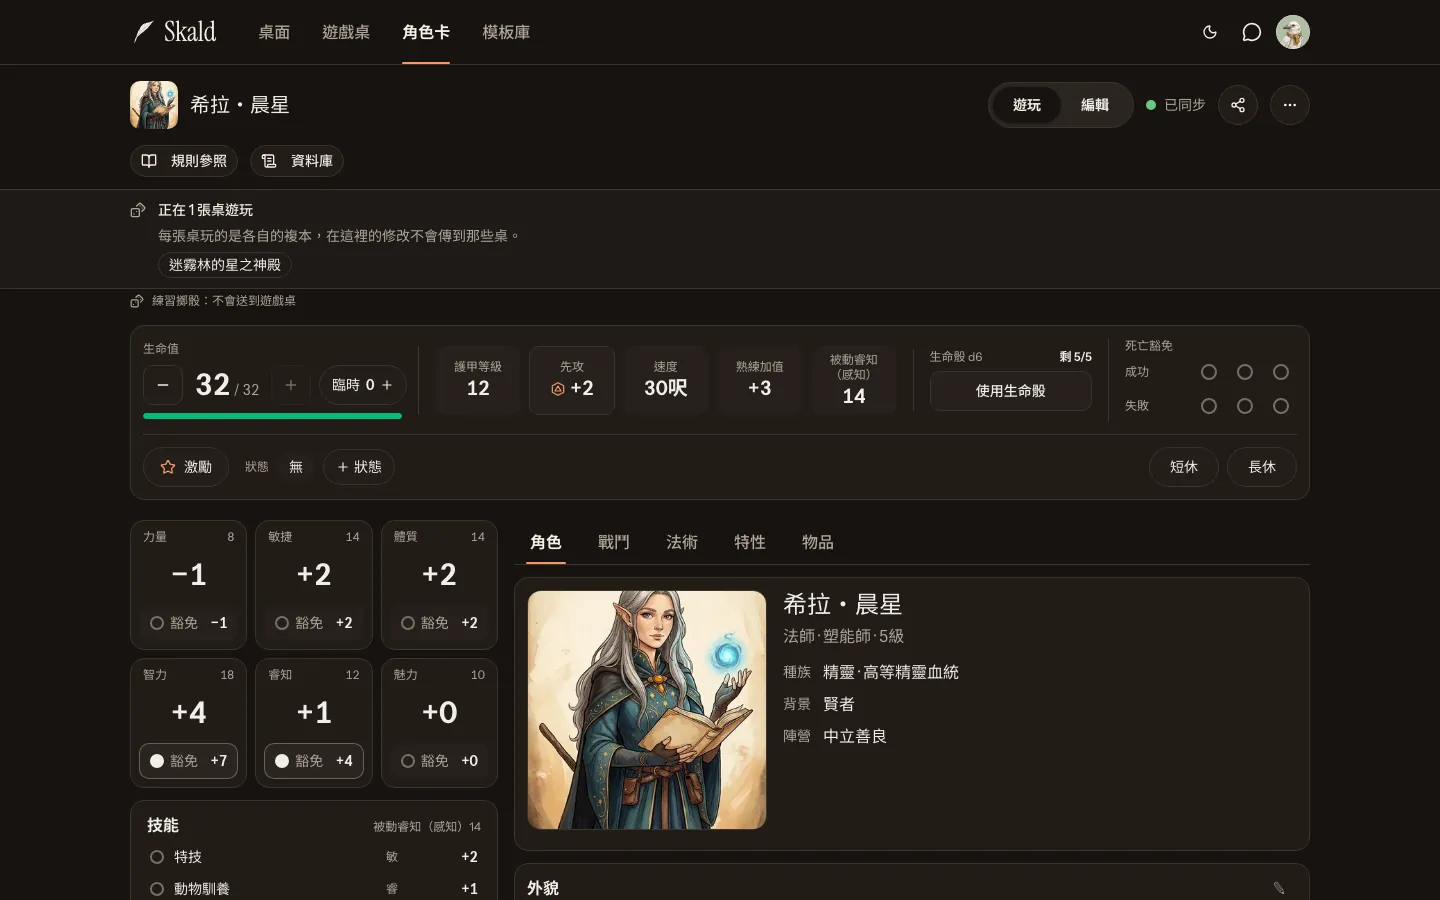 Skald
桌面 遊戲桌 角色卡 模板庫
希拉・晨星
遊玩 編輯 已同步
規則參照 資料庫
正在 1 張桌遊玩
每張桌玩的是各自的複本，在這裡的修改不會傳到那些桌。
迷霧林的星之神殿
練習擲骰：不會送到遊戲桌
生命值
− 32 / 32 + 臨時 0 +
護甲等級
12
先攻
+2
速度
30呎
熟練加值
+3
被動睿知
（感知）
14
生命骰 d6 剩 5/5
使用生命骰
死亡豁免
成功
失敗
激勵 狀態 無 + 狀態
短休 長休
力量 8
−1
豁免 −1
敏捷 14
+2
豁免 +2
體質 14
+2
豁免 +2
智力 18
+4
豁免 +7
睿知 12
+1
豁免 +4
魅力 10
+0
豁免 +0
技能 被動睿知（感知）14
特技 敏 +2
動物馴養 睿 +1
角色 戰鬥 法術 特性 物品
希拉・晨星
法師·塑能師·5級
種族 精靈·高等精靈血統
背景 賢者
陣營 中立善良
外貌